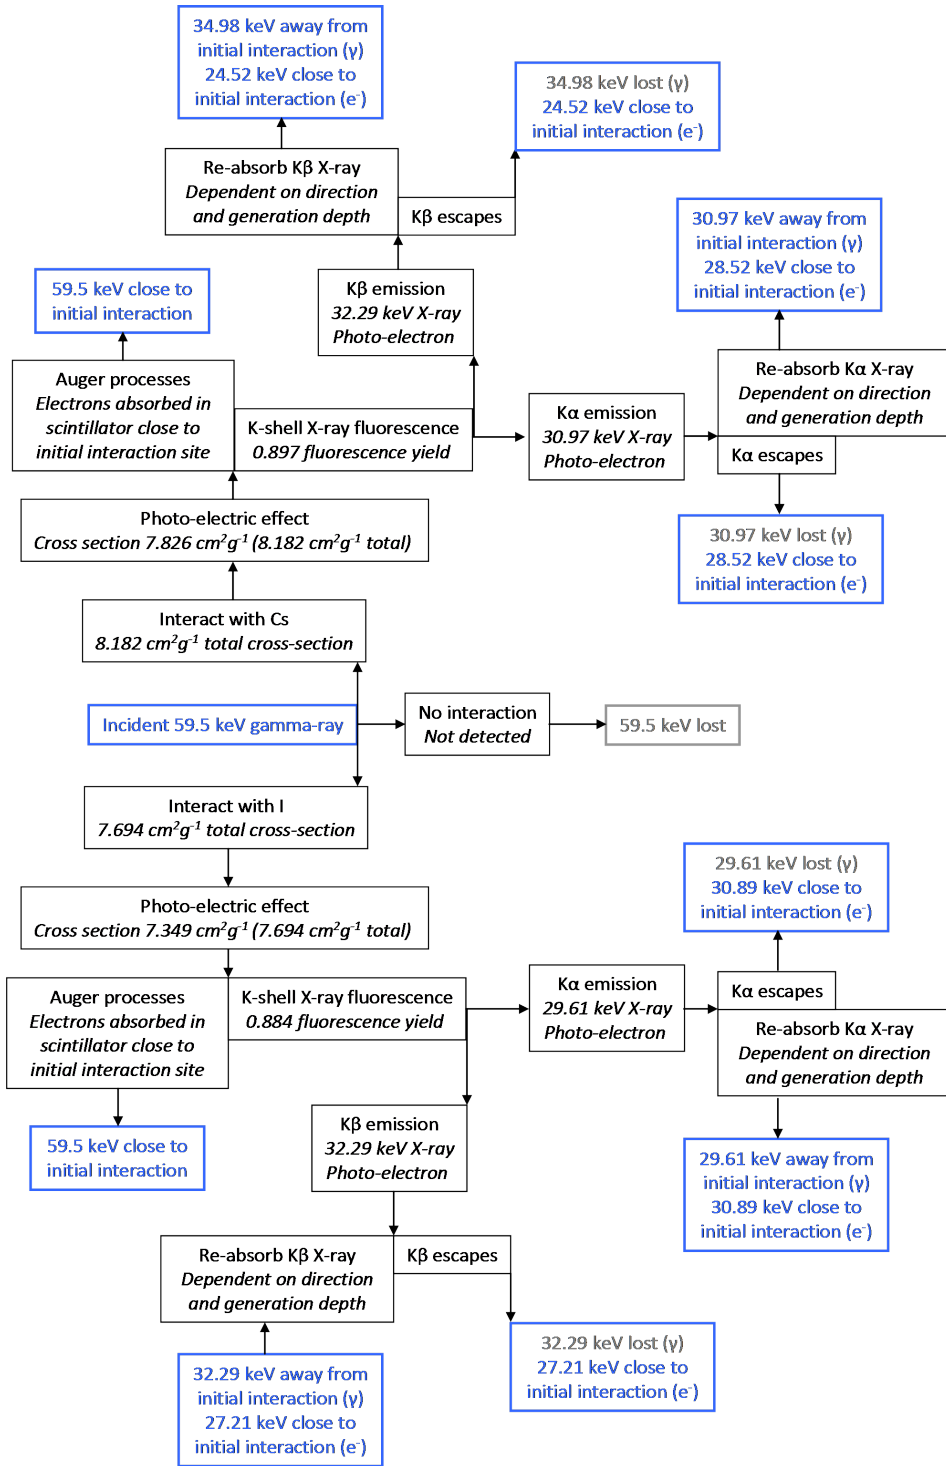 34.98 keV away from
initial interaction (γ)
24.52 keV close to
initial interaction (e⁻)
34.98 keV lost (γ)
24.52 keV close to
initial interaction (e⁻)
Re-absorb Kβ X-ray
Dependent on direction
and generation depth
Kβ escapes
30.97 keV away from
initial interaction (γ)
28.52 keV close to
initial interaction (e⁻)
59.5 keV close to
initial interaction
Kβ emission
32.29 keV X-ray
Photo-electron
Auger processes
Electrons absorbed in
scintillator close to
initial interaction site
K-shell X-ray fluorescence
0.897 fluorescence yield
Kα emission
30.97 keV X-ray
Photo-electron
Re-absorb Kα X-ray
Dependent on direction
and generation depth
Kα escapes
Photo-electric effect
Cross section 7.826 cm²g⁻¹ (8.182 cm²g⁻¹ total)
30.97 keV lost (γ)
28.52 keV close to
initial interaction (e⁻)
Interact with Cs
8.182 cm²g⁻¹ total cross-section
Incident 59.5 keV gamma-ray
No interaction
Not detected
59.5 keV lost
Interact with I
7.694 cm²g⁻¹ total cross-section
29.61 keV lost (γ)
30.89 keV close to
initial interaction (e⁻)
Photo-electric effect
Cross section 7.349 cm²g⁻¹ (7.694 cm²g⁻¹ total)
Auger processes
Electrons absorbed in
scintillator close to
initial interaction site
K-shell X-ray fluorescence
0.884 fluorescence yield
Kα emission
29.61 keV X-ray
Photo-electron
Kα escapes
Re-absorb Kα X-ray
Dependent on direction
and generation depth
59.5 keV close to
initial interaction
Kβ emission
32.29 keV X-ray
Photo-electron
29.61 keV away from
initial interaction (γ)
30.89 keV close to
initial interaction (e⁻)
Re-absorb Kβ X-ray
Dependent on direction
and generation depth
Kβ escapes
32.29 keV lost (γ)
27.21 keV close to
initial interaction (e⁻)
32.29 keV away from
initial interaction (γ)
27.21 keV close to
initial interaction (e⁻)